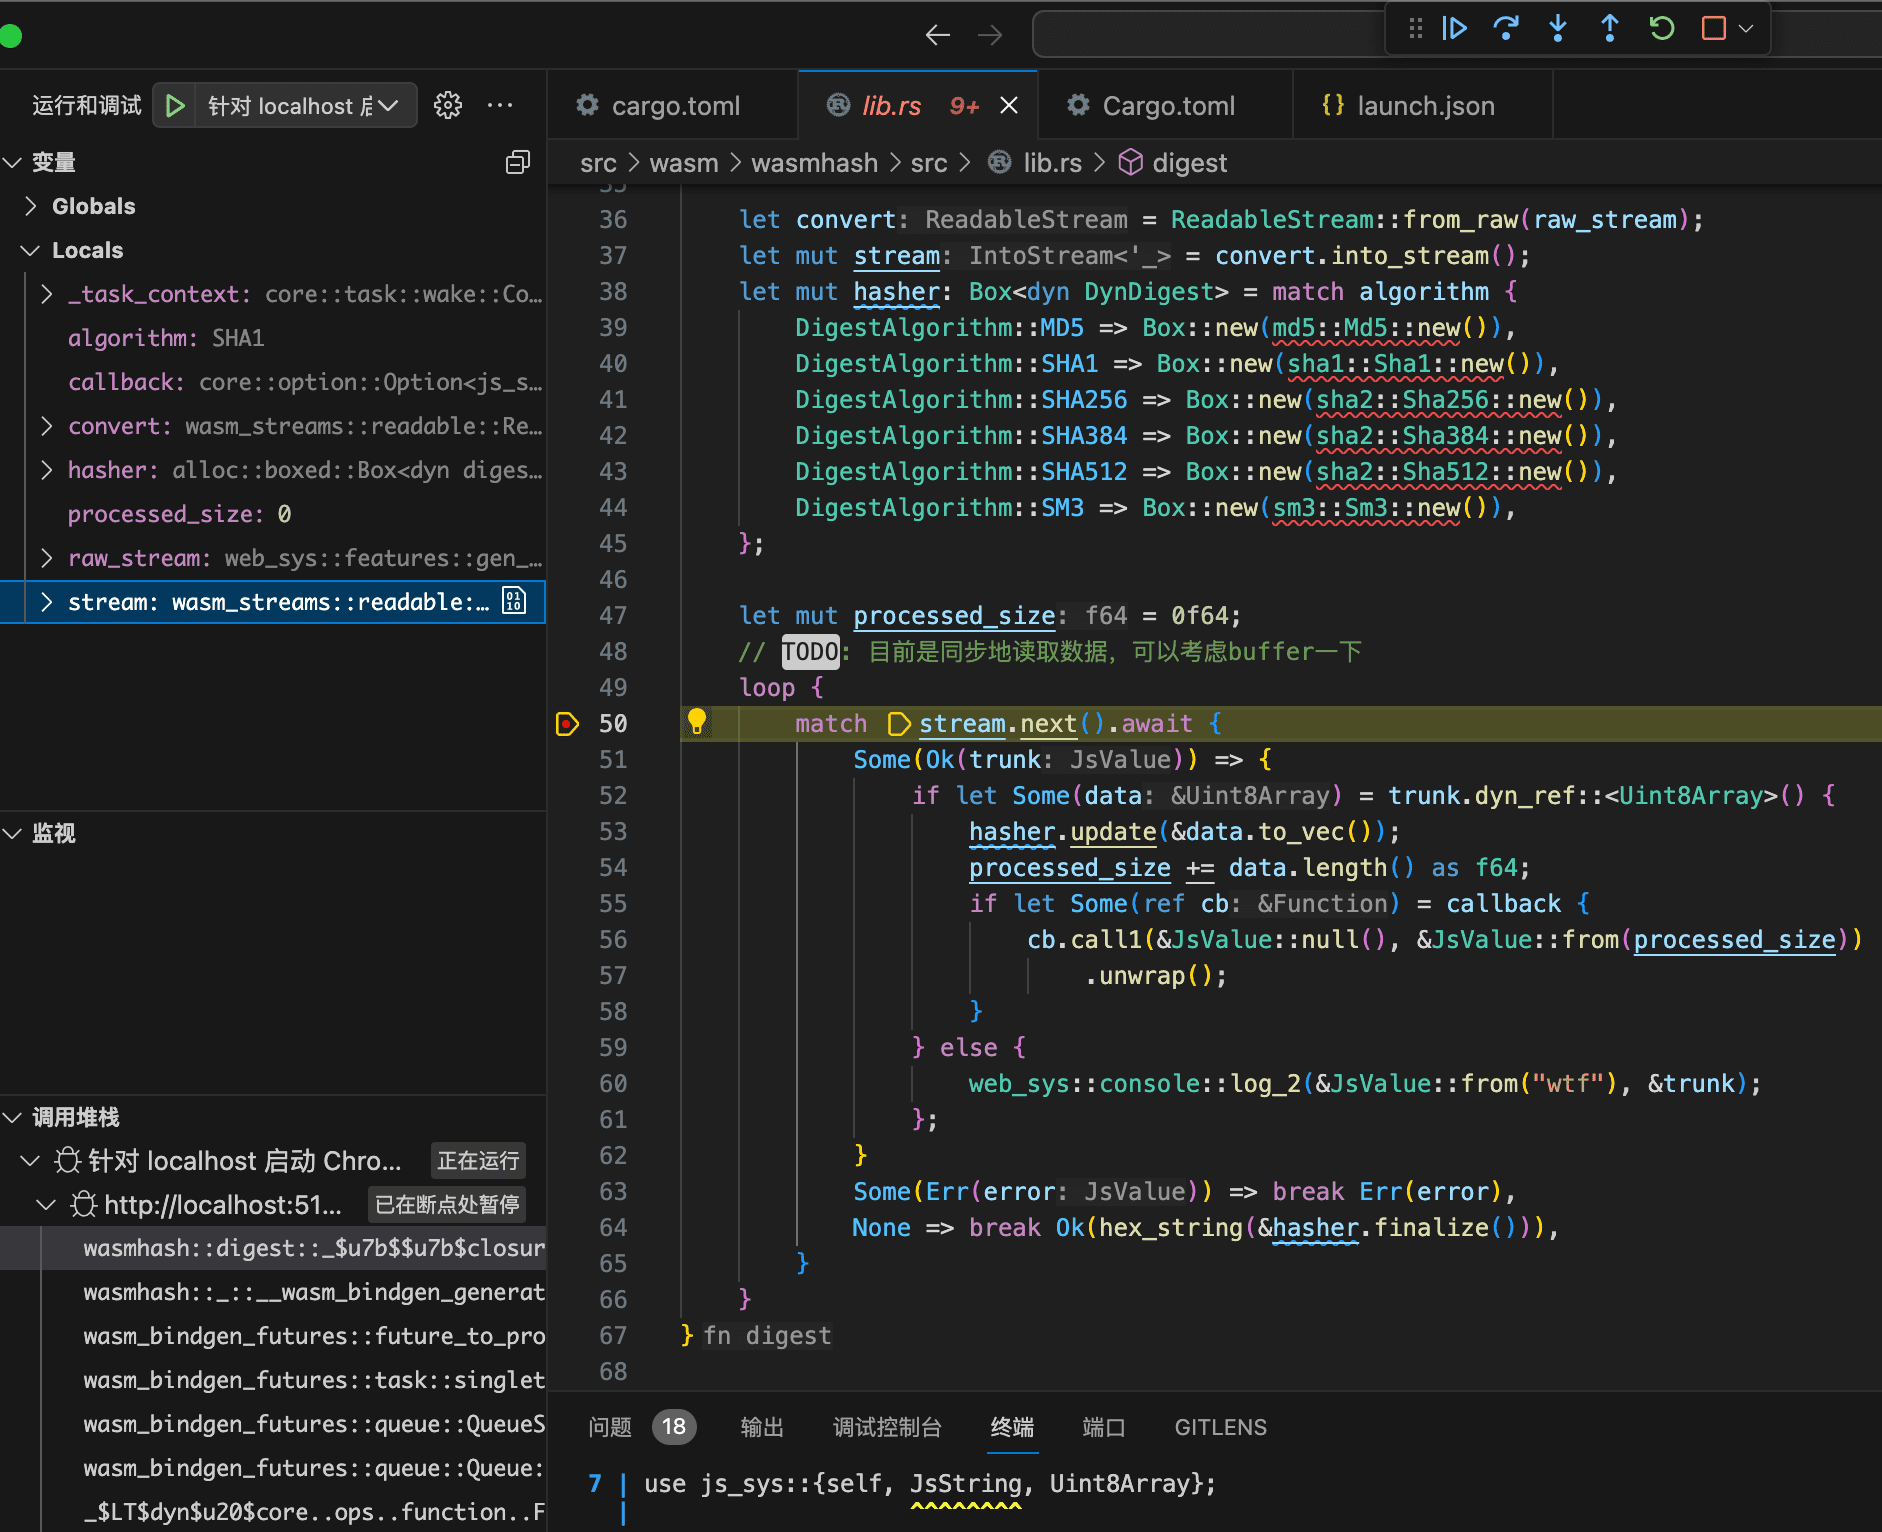 运行和调试
针对 localhost 启
变量
Globals
Locals
_task_context: core::task::wake::Co…
algorithm: SHA1
callback: core::option::Option<js_s…
convert: wasm_streams::readable::Re…
hasher: alloc::boxed::Box<dyn diges…
processed_size: 0
raw_stream: web_sys::features::gen_…
stream: wasm_streams::readable:…
监视
调用堆栈
针对 localhost 启动 Chro… 正在运行
http://localhost:51… 已在断点处暂停
wasmhash::digest::_$u7b$$u7b$closur
wasmhash::_::__wasm_bindgen_generat
wasm_bindgen_futures::future_to_pro
wasm_bindgen_futures::task::singlet
wasm_bindgen_futures::queue::QueueS
wasm_bindgen_futures::queue::Queue:
_$LT$dyn$u20$core..ops..function..F
cargo.toml
lib.rs 9+
Cargo.toml
launch.json
src > wasm > wasmhash > src > lib.rs > digest
35
36 let convert: ReadableStream = ReadableStream::from_raw(raw_stream);
37 let mut stream: IntoStream<'_> = convert.into_stream();
38 let mut hasher: Box<dyn DynDigest> = match algorithm {
39 DigestAlgorithm::MD5 => Box::new(md5::Md5::new()),
40 DigestAlgorithm::SHA1 => Box::new(sha1::Sha1::new()),
41 DigestAlgorithm::SHA256 => Box::new(sha2::Sha256::new()),
42 DigestAlgorithm::SHA384 => Box::new(sha2::Sha384::new()),
43 DigestAlgorithm::SHA512 => Box::new(sha2::Sha512::new()),
44 DigestAlgorithm::SM3 => Box::new(sm3::Sm3::new()),
45 };
46
47 let mut processed_size: f64 = 0f64;
48 // TODO: 目前是同步地读取数据，可以考虑buffer一下
49 loop {
50 match stream.next().await {
51 Some(Ok(trunk: JsValue)) => {
52 if let Some(data: &Uint8Array) = trunk.dyn_ref::<Uint8Array>() {
53 hasher.update(&data.to_vec());
54 processed_size += data.length() as f64;
55 if let Some(ref cb: &Function) = callback {
56 cb.call1(&JsValue::null(), &JsValue::from(processed_size))
57 .unwrap();
58 }
59 } else {
60 web_sys::console::log_2(&JsValue::from("wtf"), &trunk);
61 };
62 }
63 Some(Err(error: JsValue)) => break Err(error),
64 None => break Ok(hex_string(&hasher.finalize())),
65 }
66 }
67 } fn digest
68
问题 18 输出 调试控制台 终端 端口 GITLENS
7 | use js_sys::{self, JsString, Uint8Array};
| ^^^^^^^^